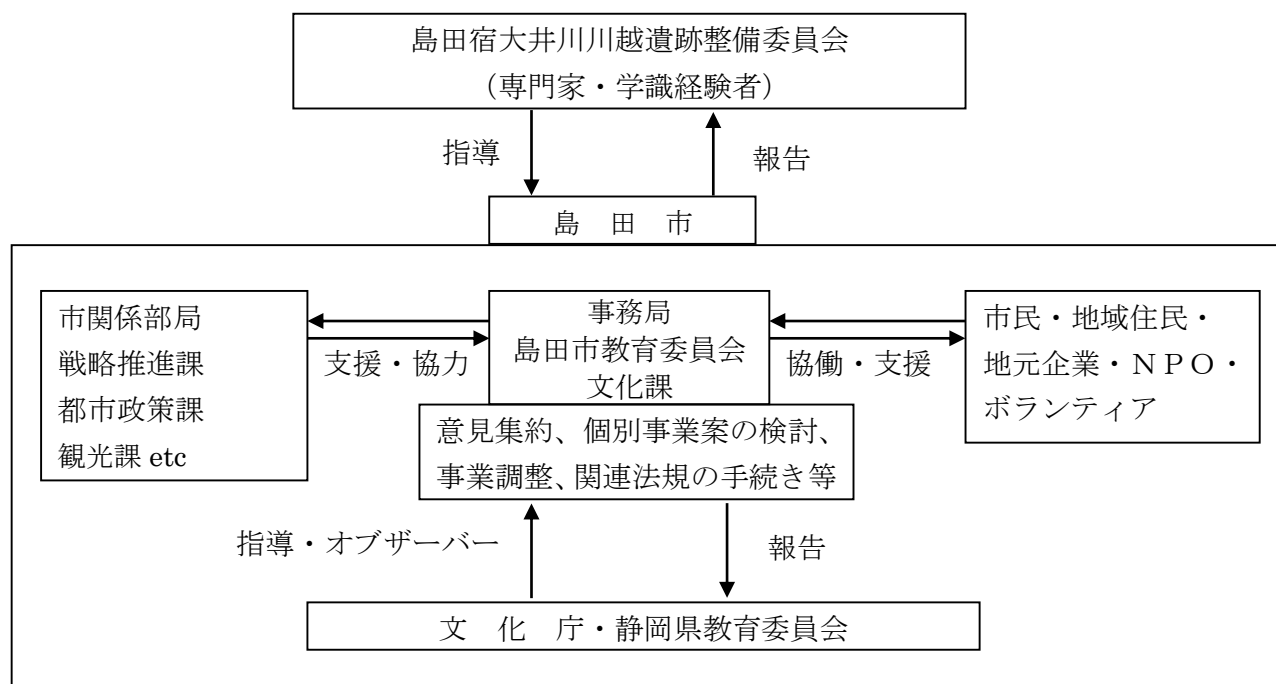 島田宿大井川川越遺跡整備委員会
（専門家・学識経験者）
指導
報告
島　田　市
市関係部局
戦略推進課
都市政策課
観光課 etc
支援・協力
事務局
島田市教育委員会
文化課
意見集約、個別事業案の検討、
事業調整、関連法規の手続き等
協働・支援
市民・地域住民・
地元企業・ＮＰＯ・
ボランティア
指導・オブザーバー
報告
文　化　庁・静岡県教育委員会